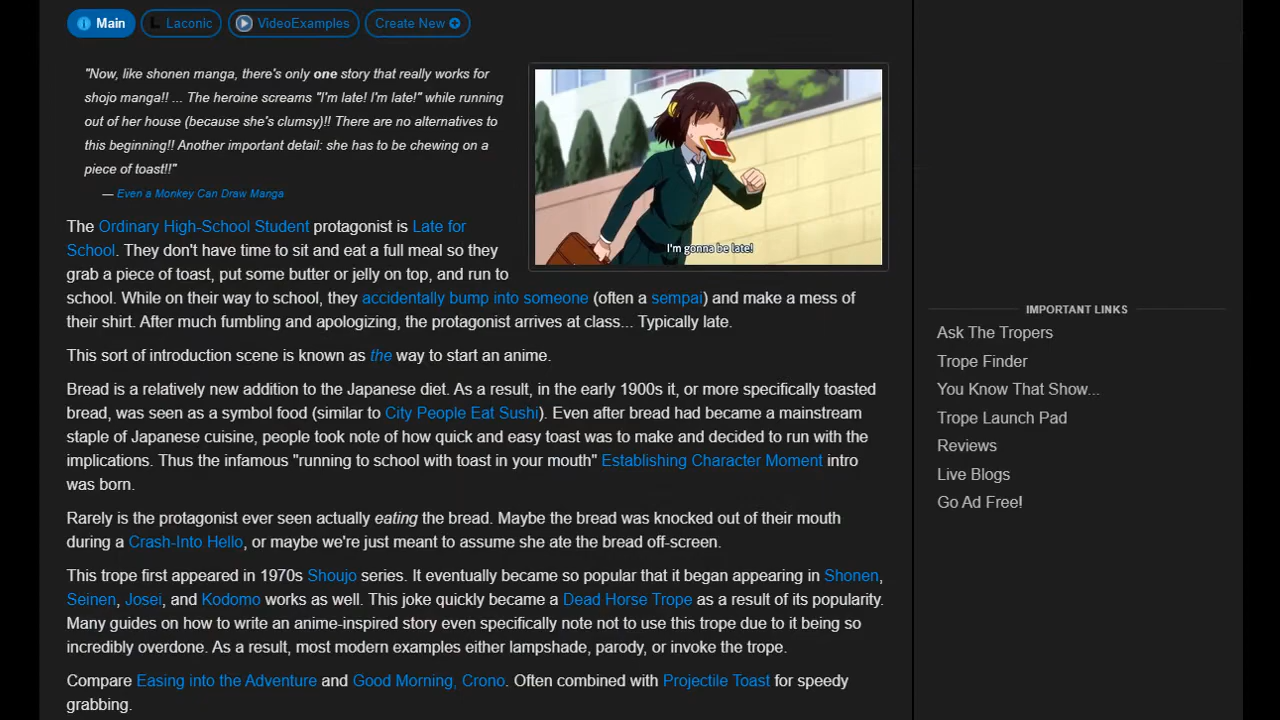 Main
Laconic
VideoExamples
Create New
"Now, like shonen manga, there's only one story that really works for
shojo manga!! ... The heroine screams "I'm late! I'm late!" while running
out of her house (because she's clumsy)!! There are no alternatives to
this beginning!! Another important detail: she has to be chewing on a
piece of toast!!"
— Even a Monkey Can Draw Manga
I'm gonna be late!
The Ordinary High-School Student protagonist is Late for
School. They don't have time to sit and eat a full meal so they
grab a piece of toast, put some butter or jelly on top, and run to
school. While on their way to school, they accidentally bump into someone (often a sempai) and make a mess of
their shirt. After much fumbling and apologizing, the protagonist arrives at class... Typically late.
This sort of introduction scene is known as the way to start an anime.
Bread is a relatively new addition to the Japanese diet. As a result, in the early 1900s it, or more specifically toasted
bread, was seen as a symbol food (similar to City People Eat Sushi). Even after bread had became a mainstream
staple of Japanese cuisine, people took note of how quick and easy toast was to make and decided to run with the
implications. Thus the infamous "running to school with toast in your mouth" Establishing Character Moment intro
was born.
Rarely is the protagonist ever seen actually eating the bread. Maybe the bread was knocked out of their mouth
during a Crash-Into Hello, or maybe we're just meant to assume she ate the bread off-screen.
This trope first appeared in 1970s Shoujo series. It eventually became so popular that it began appearing in Shonen,
Seinen, Josei, and Kodomo works as well. This joke quickly became a Dead Horse Trope as a result of its popularity.
Many guides on how to write an anime-inspired story even specifically note not to use this trope due to it being so
incredibly overdone. As a result, most modern examples either lampshade, parody, or invoke the trope.
Compare Easing into the Adventure and Good Morning, Crono. Often combined with Projectile Toast for speedy
grabbing.
IMPORTANT LINKS
Ask The Tropers
Trope Finder
You Know That Show...
Trope Launch Pad
Reviews
Live Blogs
Go Ad Free!